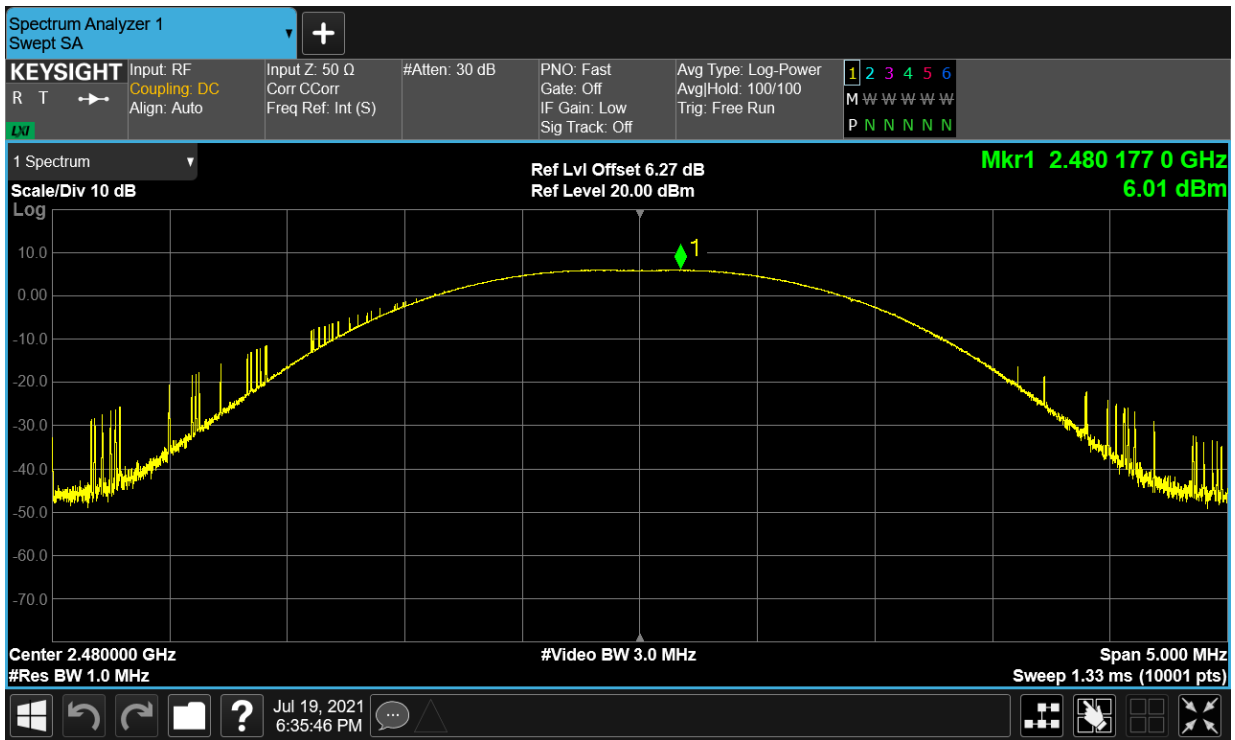 Spectrum Analyzer 1
Swept SA
KEYSIGHT
R T
LXI
Input: RF
Coupling: DC
Align: Auto
Input Z: 50 Ω
Corr CCorr
Freq Ref: Int (S)
#Atten: 30 dB
PNO: Fast
Gate: Off
IF Gain: Low
Sig Track: Off
Avg Type: Log-Power
Avg|Hold: 100/100
Trig: Free Run
1 2 3 4 5 6
M W W W W W
P N N N N N
1 Spectrum
Scale/Div 10 dB
Log
Ref Lvl Offset 6.27 dB
Ref Level 20.00 dBm
Mkr1 2.480 177 0 GHz
6.01 dBm
1
10.0
0.00
-10.0
-20.0
-30.0
-40.0
-50.0
-60.0
-70.0
Center 2.480000 GHz
#Res BW 1.0 MHz
#Video BW 3.0 MHz
Span 5.000 MHz
Sweep 1.33 ms (10001 pts)
?
Jul 19, 2021
6:35:46 PM